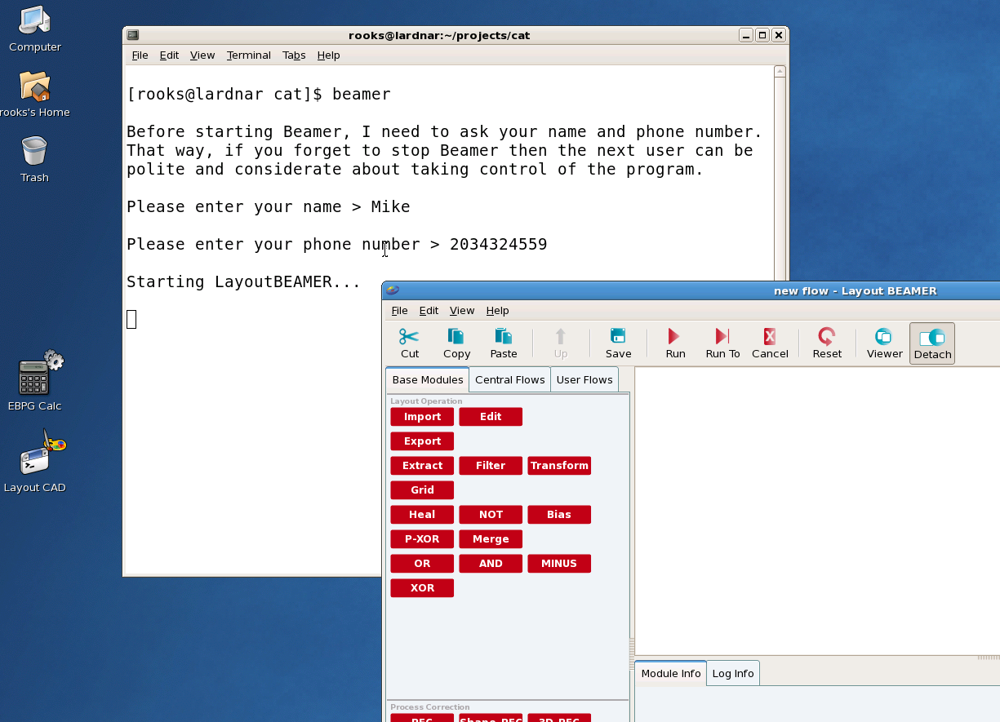 Computer
rooks's Home
Trash
EBPG Calc
Layout CAD
rooks@lardnar:~/projects/cat
File Edit View Terminal Tabs Help
[rooks@lardnar cat]$ beamer
Before starting Beamer, I need to ask your name and phone number.
That way, if you forget to stop Beamer then the next user can be
polite and considerate about taking control of the program.
Please enter your name > Mike
Please enter your phone number > 2034324559
Starting LayoutBEAMER...
new flow - Layout BEAMER
File Edit View Help
Cut Copy Paste Up Save Run Run To Cancel Reset Viewer Detach
Base Modules Central Flows User Flows
Layout Operation
Import Edit
Export
Extract Filter Transform
Grid
Heal NOT Bias
P-XOR Merge
OR AND MINUS
XOR
Module Info Log Info
Process Correction
PEC Shape-PEC 3D-PEC